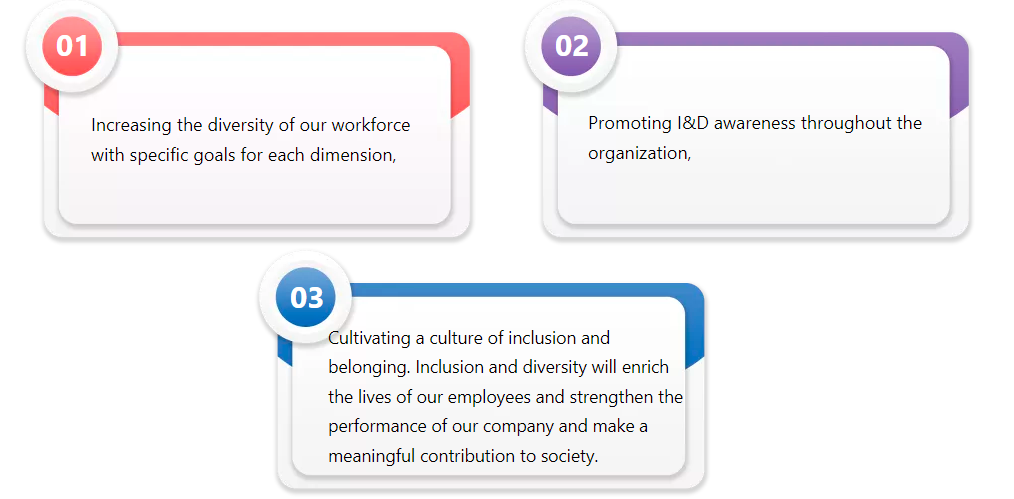 01
Increasing the diversity of our workforce
with specific goals for each dimension,
02
Promoting I&D awareness throughout the
organization,
03
Cultivating a culture of inclusion and
belonging. Inclusion and diversity will enrich
the lives of our employees and strengthen the
performance of our company and make a
meaningful contribution to society.